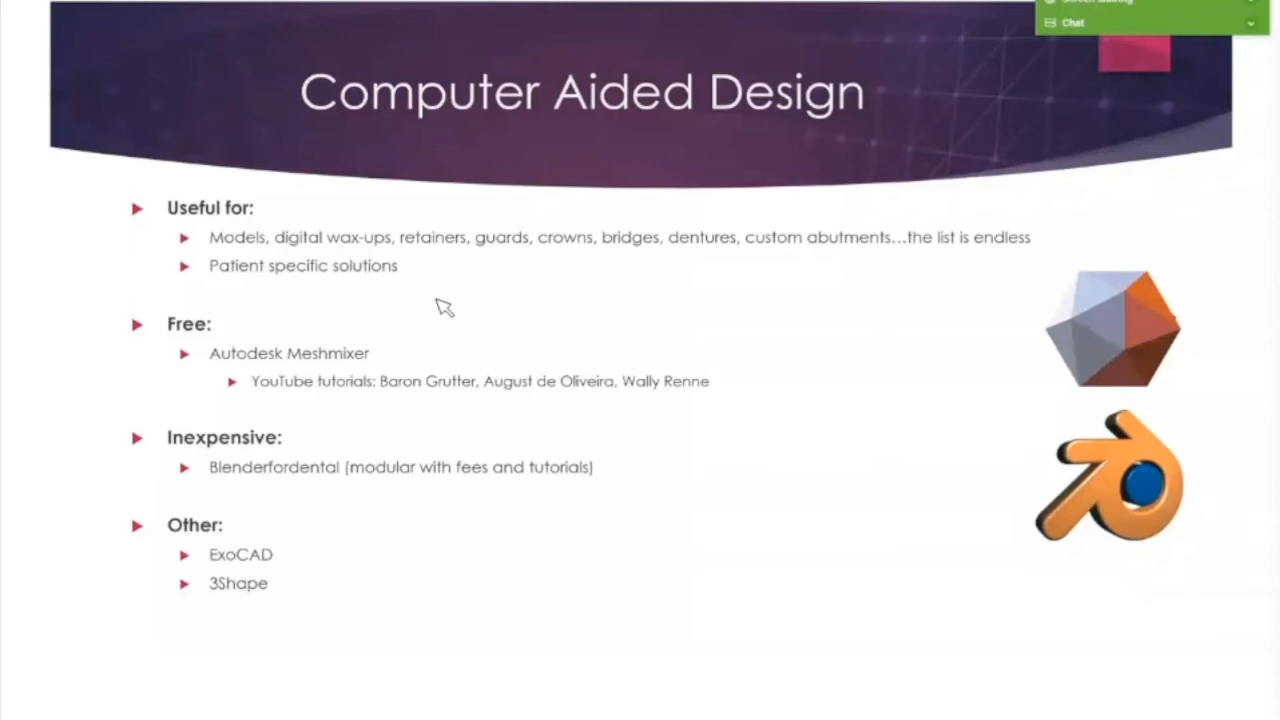 Chat
Computer Aided Design
Useful for:
Models, digital wax-ups, retainers, guards, crowns, bridges, dentures, custom abutments...the list is endless
Patient specific solutions
Free:
Autodesk Meshmixer
YouTube tutorials: Baron Grutter, August de Oliveira, Wally Renne
Inexpensive:
Blenderfordental (modular with fees and tutorials)
Other:
ExoCAD
3Shape